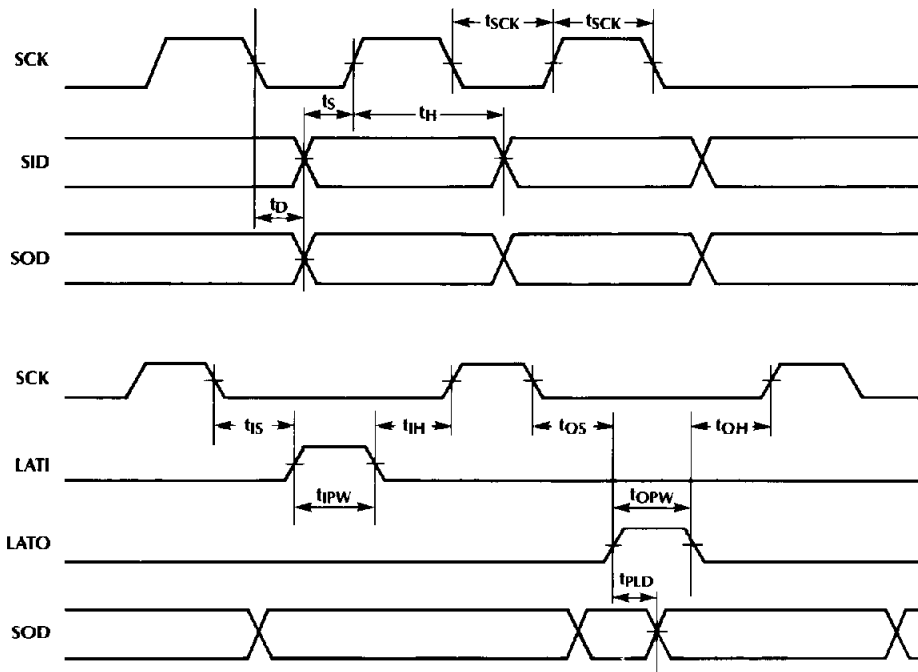 tSCK tSCK
SCK
tS tH
SID
tD
SOD
SCK
tIS tIH tOS tOH
LATI
tIPW tOPW
LATO
tPLD
SOD